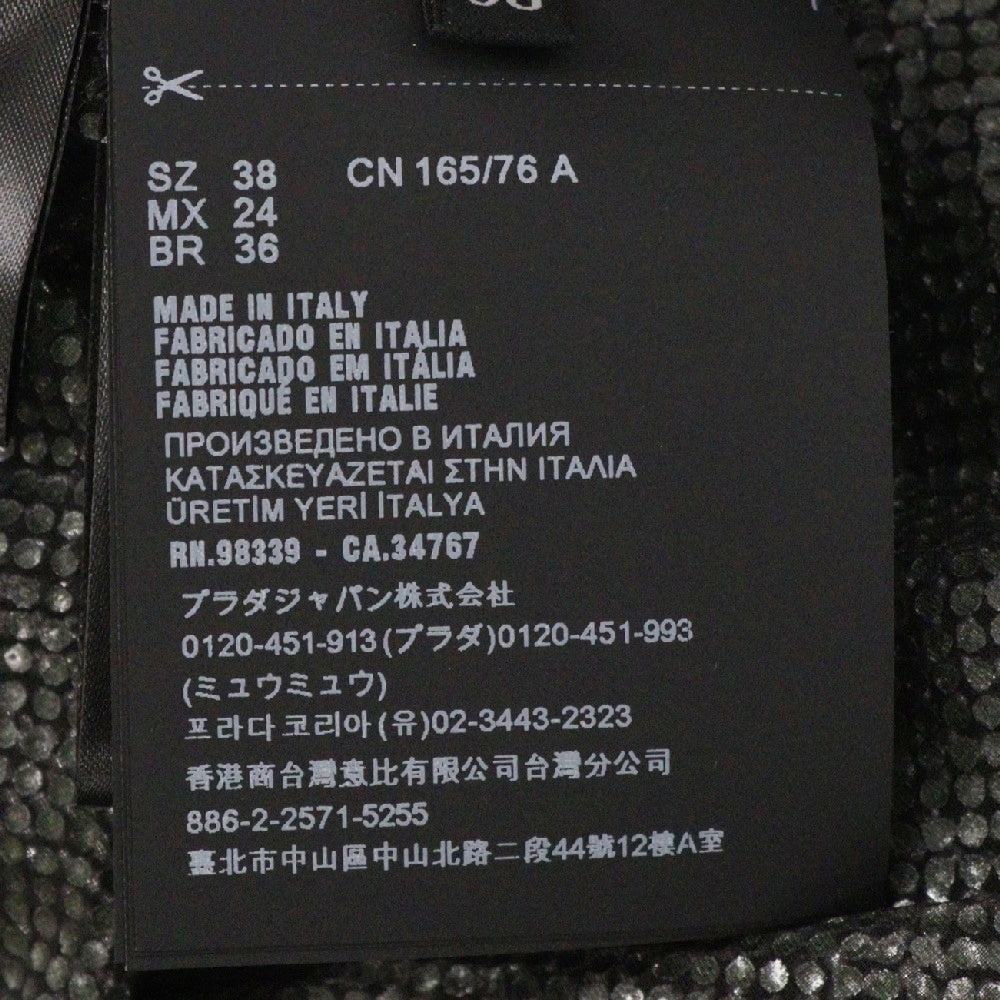 SZ 38 CN 165/76 A
MX 24
BR 36
MADE IN ITALY
FABRICADO EN ITALIA
FABRICADO EM ITÁLIA
FABRIQUÉ EN ITALIE
ПРОИЗВЕДЕНО В ИТАЛИЯ
ΚΑΤΑΣΚΕΥΑΖΕΤΑΙ ΣΤΗΝ ΙΤΑΛΙΑ
ÜRETİM YERİ İTALYA
RN.98339 - CA.34767
プラダジャパン株式会社
0120-451-913(プラダ)0120-451-993
(ミュウミュウ)
프라다코리아(유)02-3443-2323
香港商台灣意比有限公司台灣分公司
886-2-2571-5255
臺北市中山區中山北路二段44號12樓A室